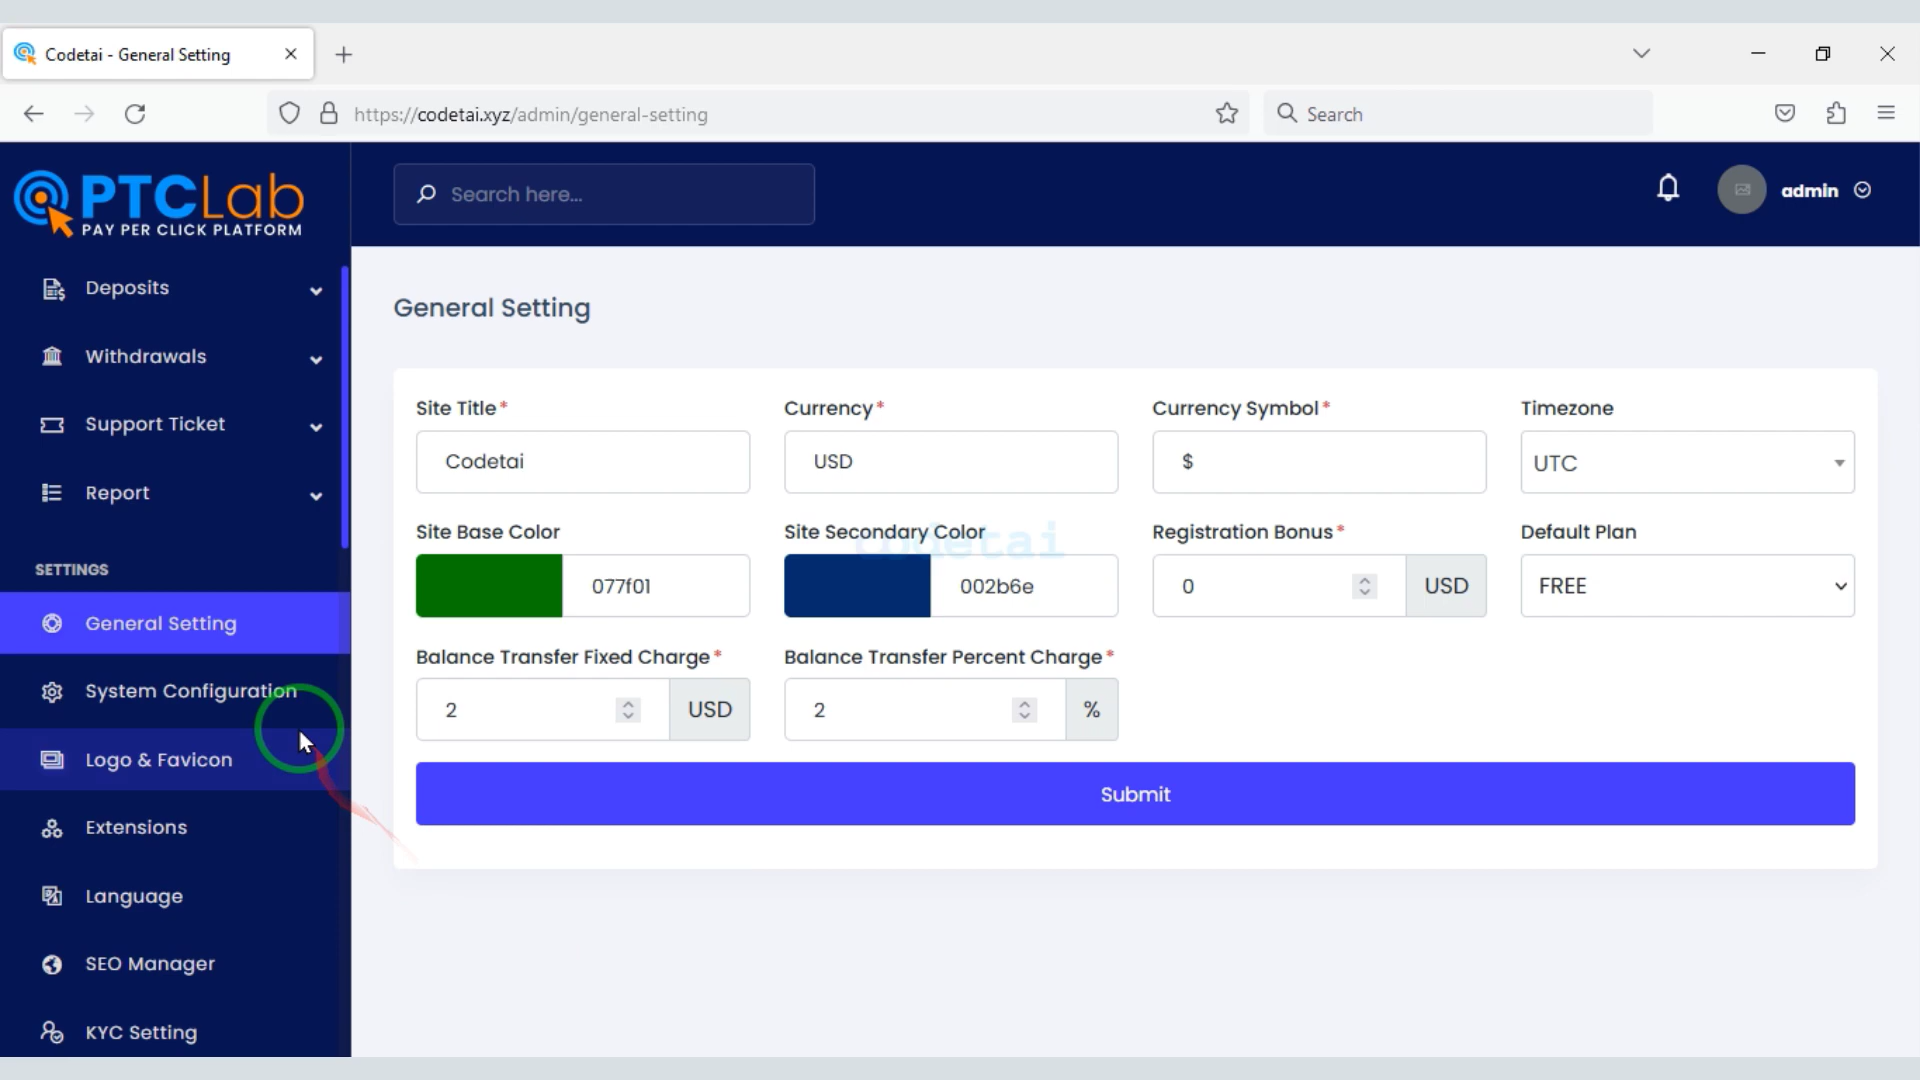 Codetai - General Setting
https://codetai.xyz/admin/general-setting
Search
PTCLab
PAY PER CLICK PLATFORM
Search here...
admin
Deposits
Withdrawals
Support Ticket
Report
SETTINGS
General Setting
System Configuration
Logo & Favicon
Extensions
Language
SEO Manager
KYC Setting
General Setting
Site Title* Currency* Currency Symbol* Timezone
Codetai USD $ UTC
Site Base Color Site Secondary Color Registration Bonus* Default Plan
codetai
077f01 002b6e 0 USD FREE
Balance Transfer Fixed Charge* Balance Transfer Percent Charge*
2 USD 2 %
Submit